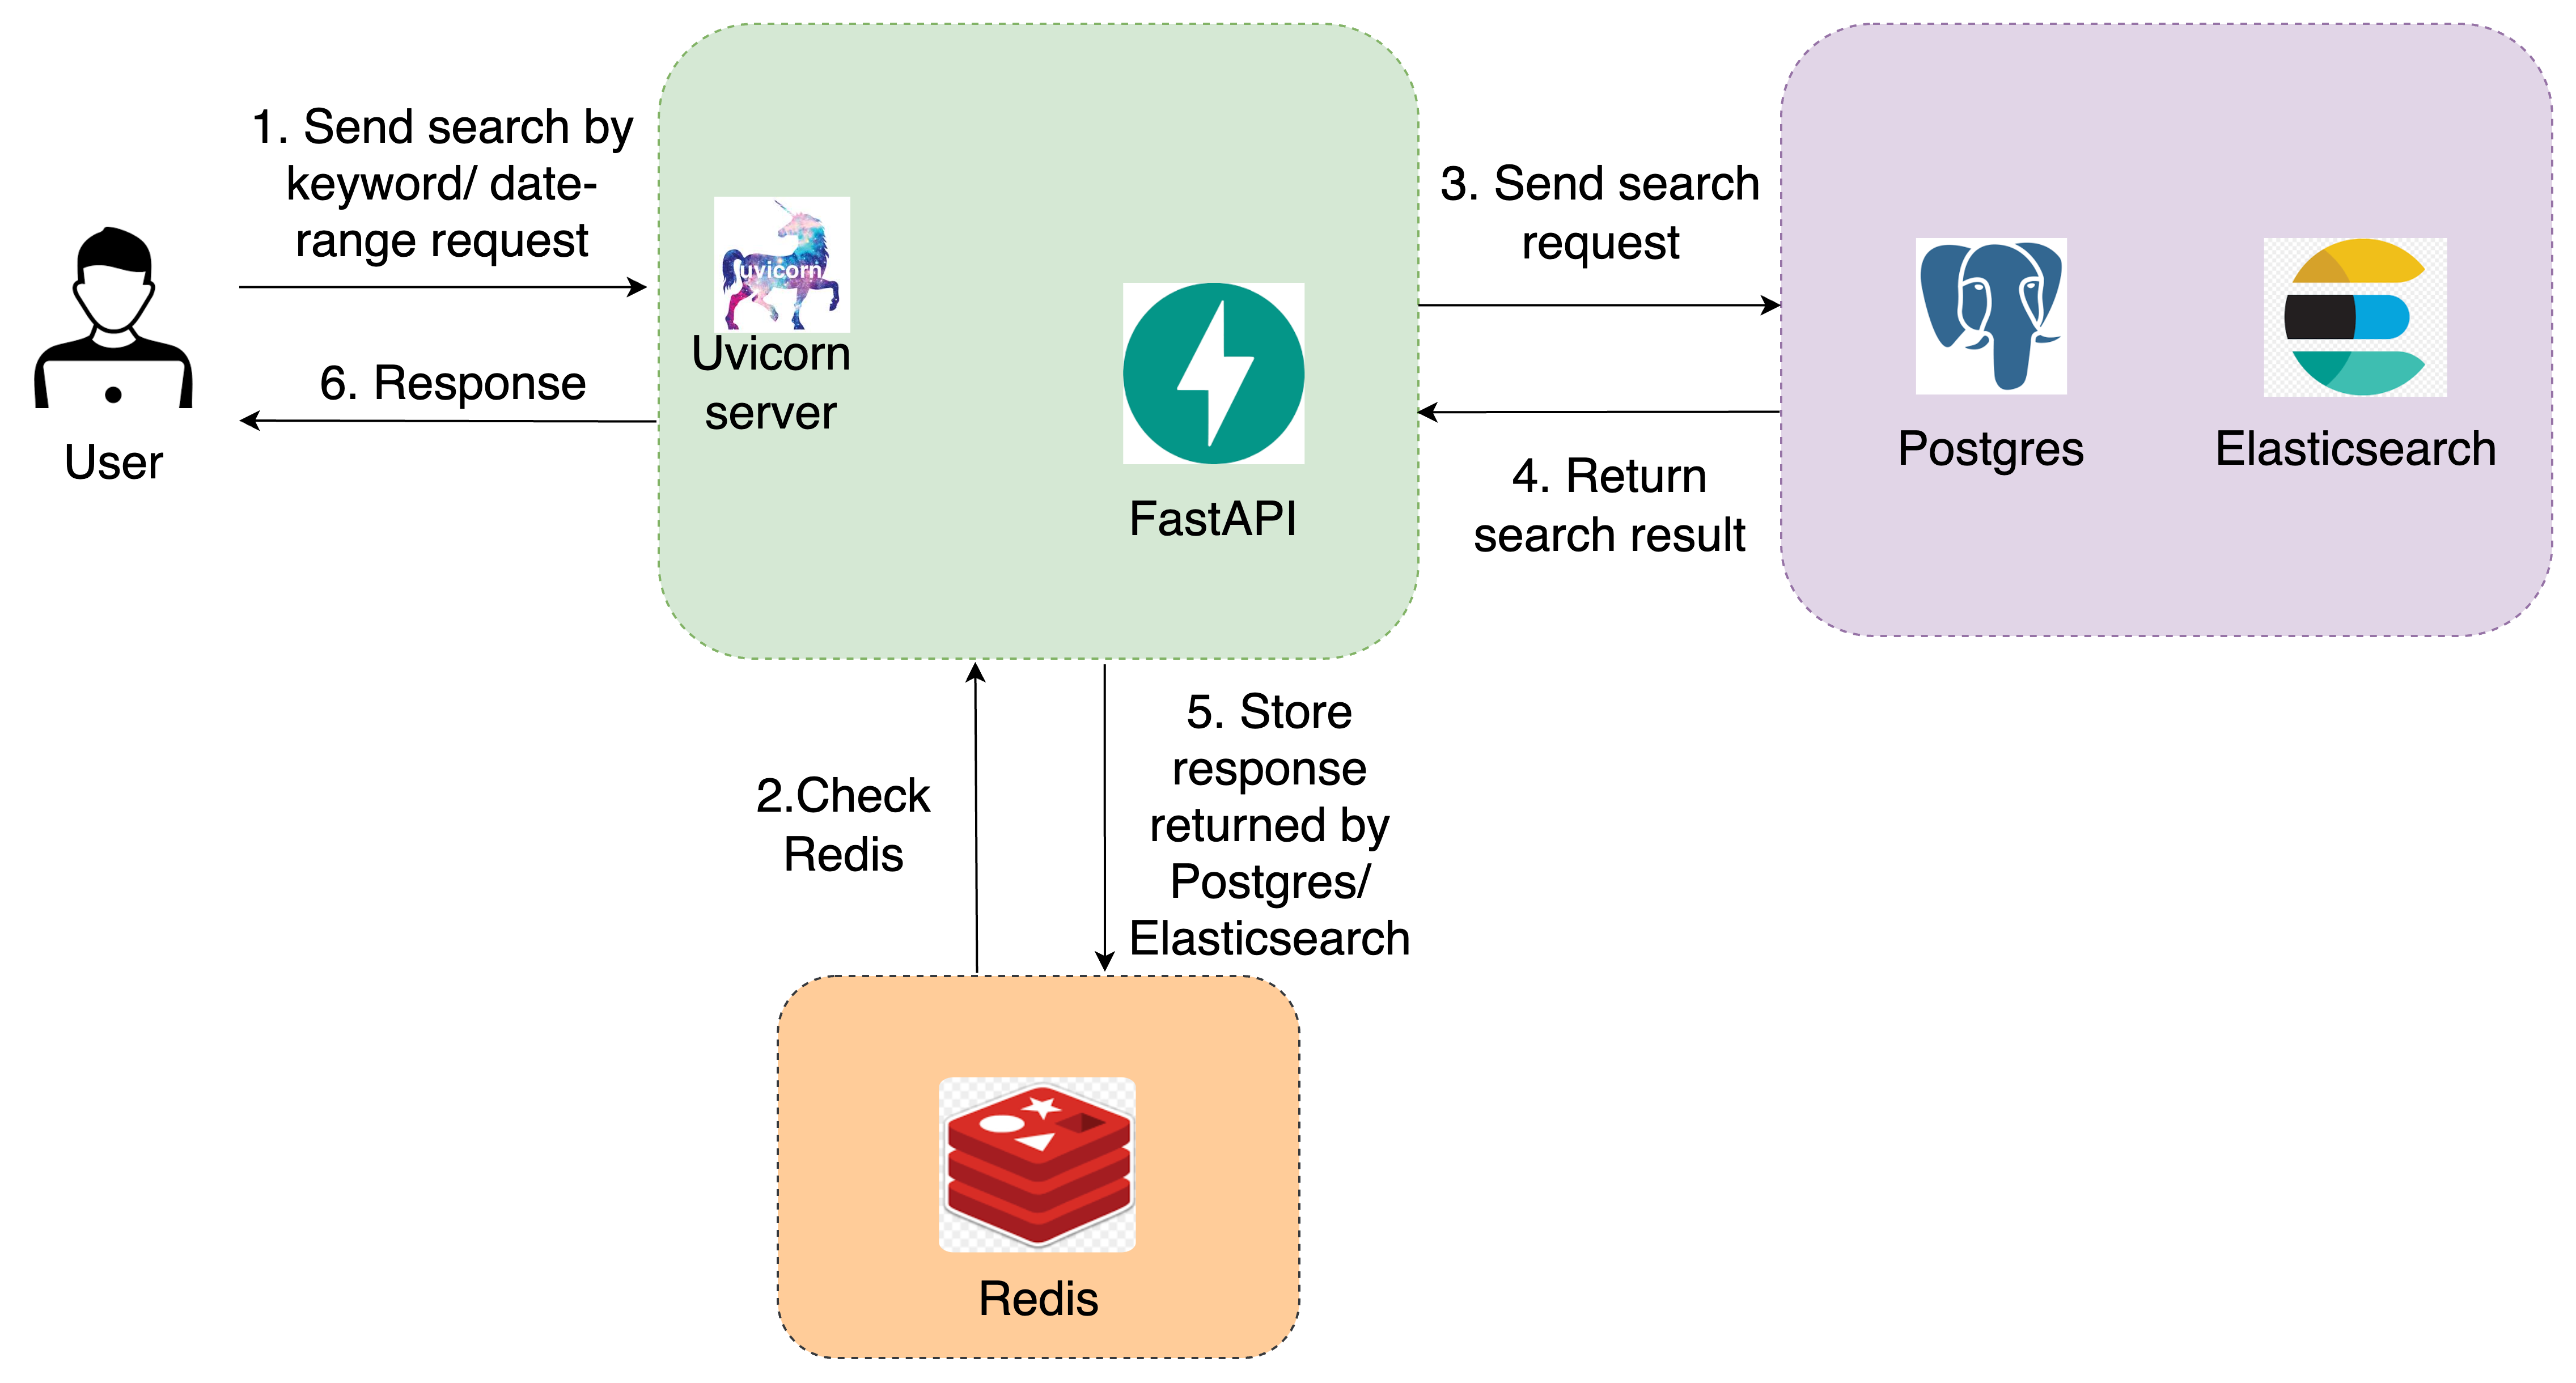 1. Send search by
keyword/ date-
range request
6. Response
User
uvicorn
Uvicorn
server
FastAPI
3. Send search
request
4. Return
search result
Postgres
Elasticsearch
2.Check
Redis
5. Store
response
returned by
Postgres/
Elasticsearch
Redis